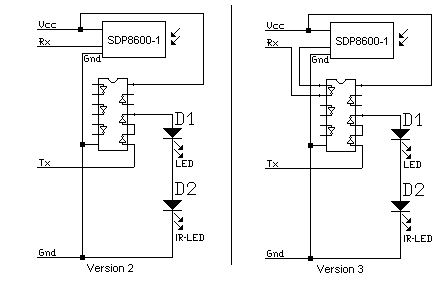 Vcc
SDP8600-1
Rx
Gnd
D1
LED
Tx
D2
IR-LED
Gnd
Version 2
Vcc
SDP8600-1
Rx
Gnd
D1
LED
Tx
D2
IR-LED
Gnd
Version 3